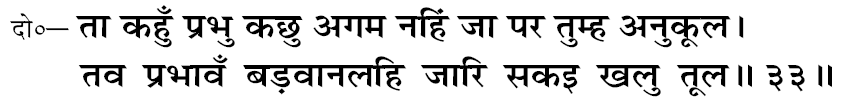 दो०— ता कहुँ प्रभु कछु अगम नहिं जा पर तुम्ह अनुकूल।
तव प्रभावँ बड़वानलहि जारि सकइ खलु तूल॥ ३३॥